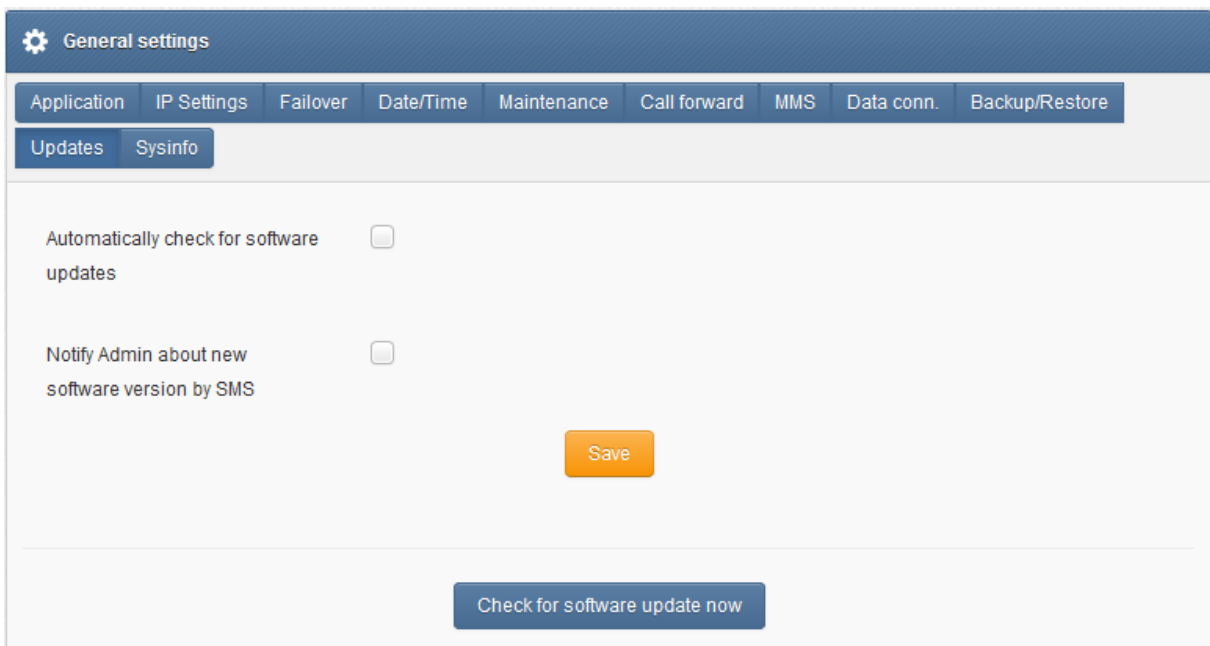 General settings
Application IP Settings Failover Date/Time Maintenance Call forward MMS Data conn. Backup/Restore
Updates Sysinfo
Automatically check for software
updates
Notify Admin about new
software version by SMS
Save
Check for software update now